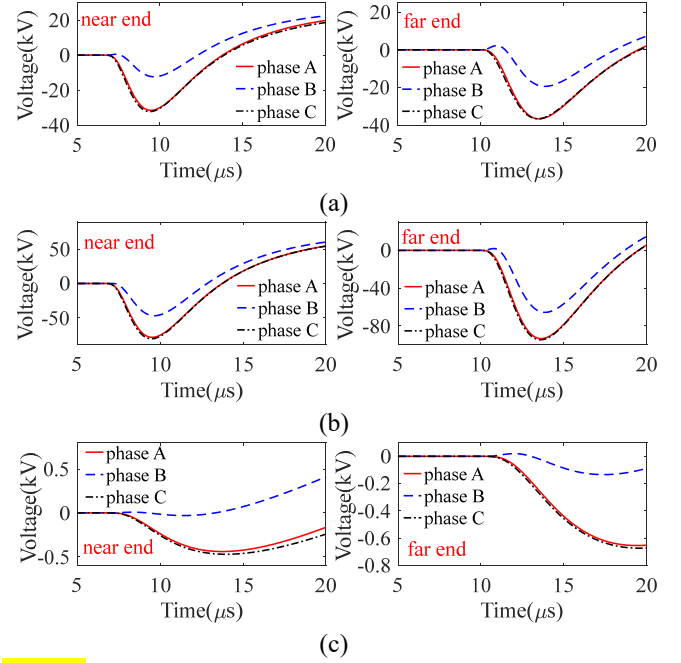 near end
Voltage(kV)
20
0
-20
-40
phase A
phase B
phase C
5
10
15
20
Time(μs)
far end
Voltage(kV)
20
0
-20
-40
phase A
phase B
phase C
5
10
15
20
Time(μs)
(a)
near end
Voltage(kV)
50
0
-50
phase A
phase B
phase C
5
10
15
20
Time(μs)
far end
Voltage(kV)
0
-40
-80
phase A
phase B
phase C
5
10
15
20
Time(μs)
(b)
phase A
phase B
phase C
Voltage(kV)
0.5
0
-0.5
near end
5
10
15
20
Time(μs)
Voltage(kV)
0
-0.2
-0.4
-0.6
-0.8
phase A
phase B
phase C
far end
5
10
15
20
Time(μs)
(c)